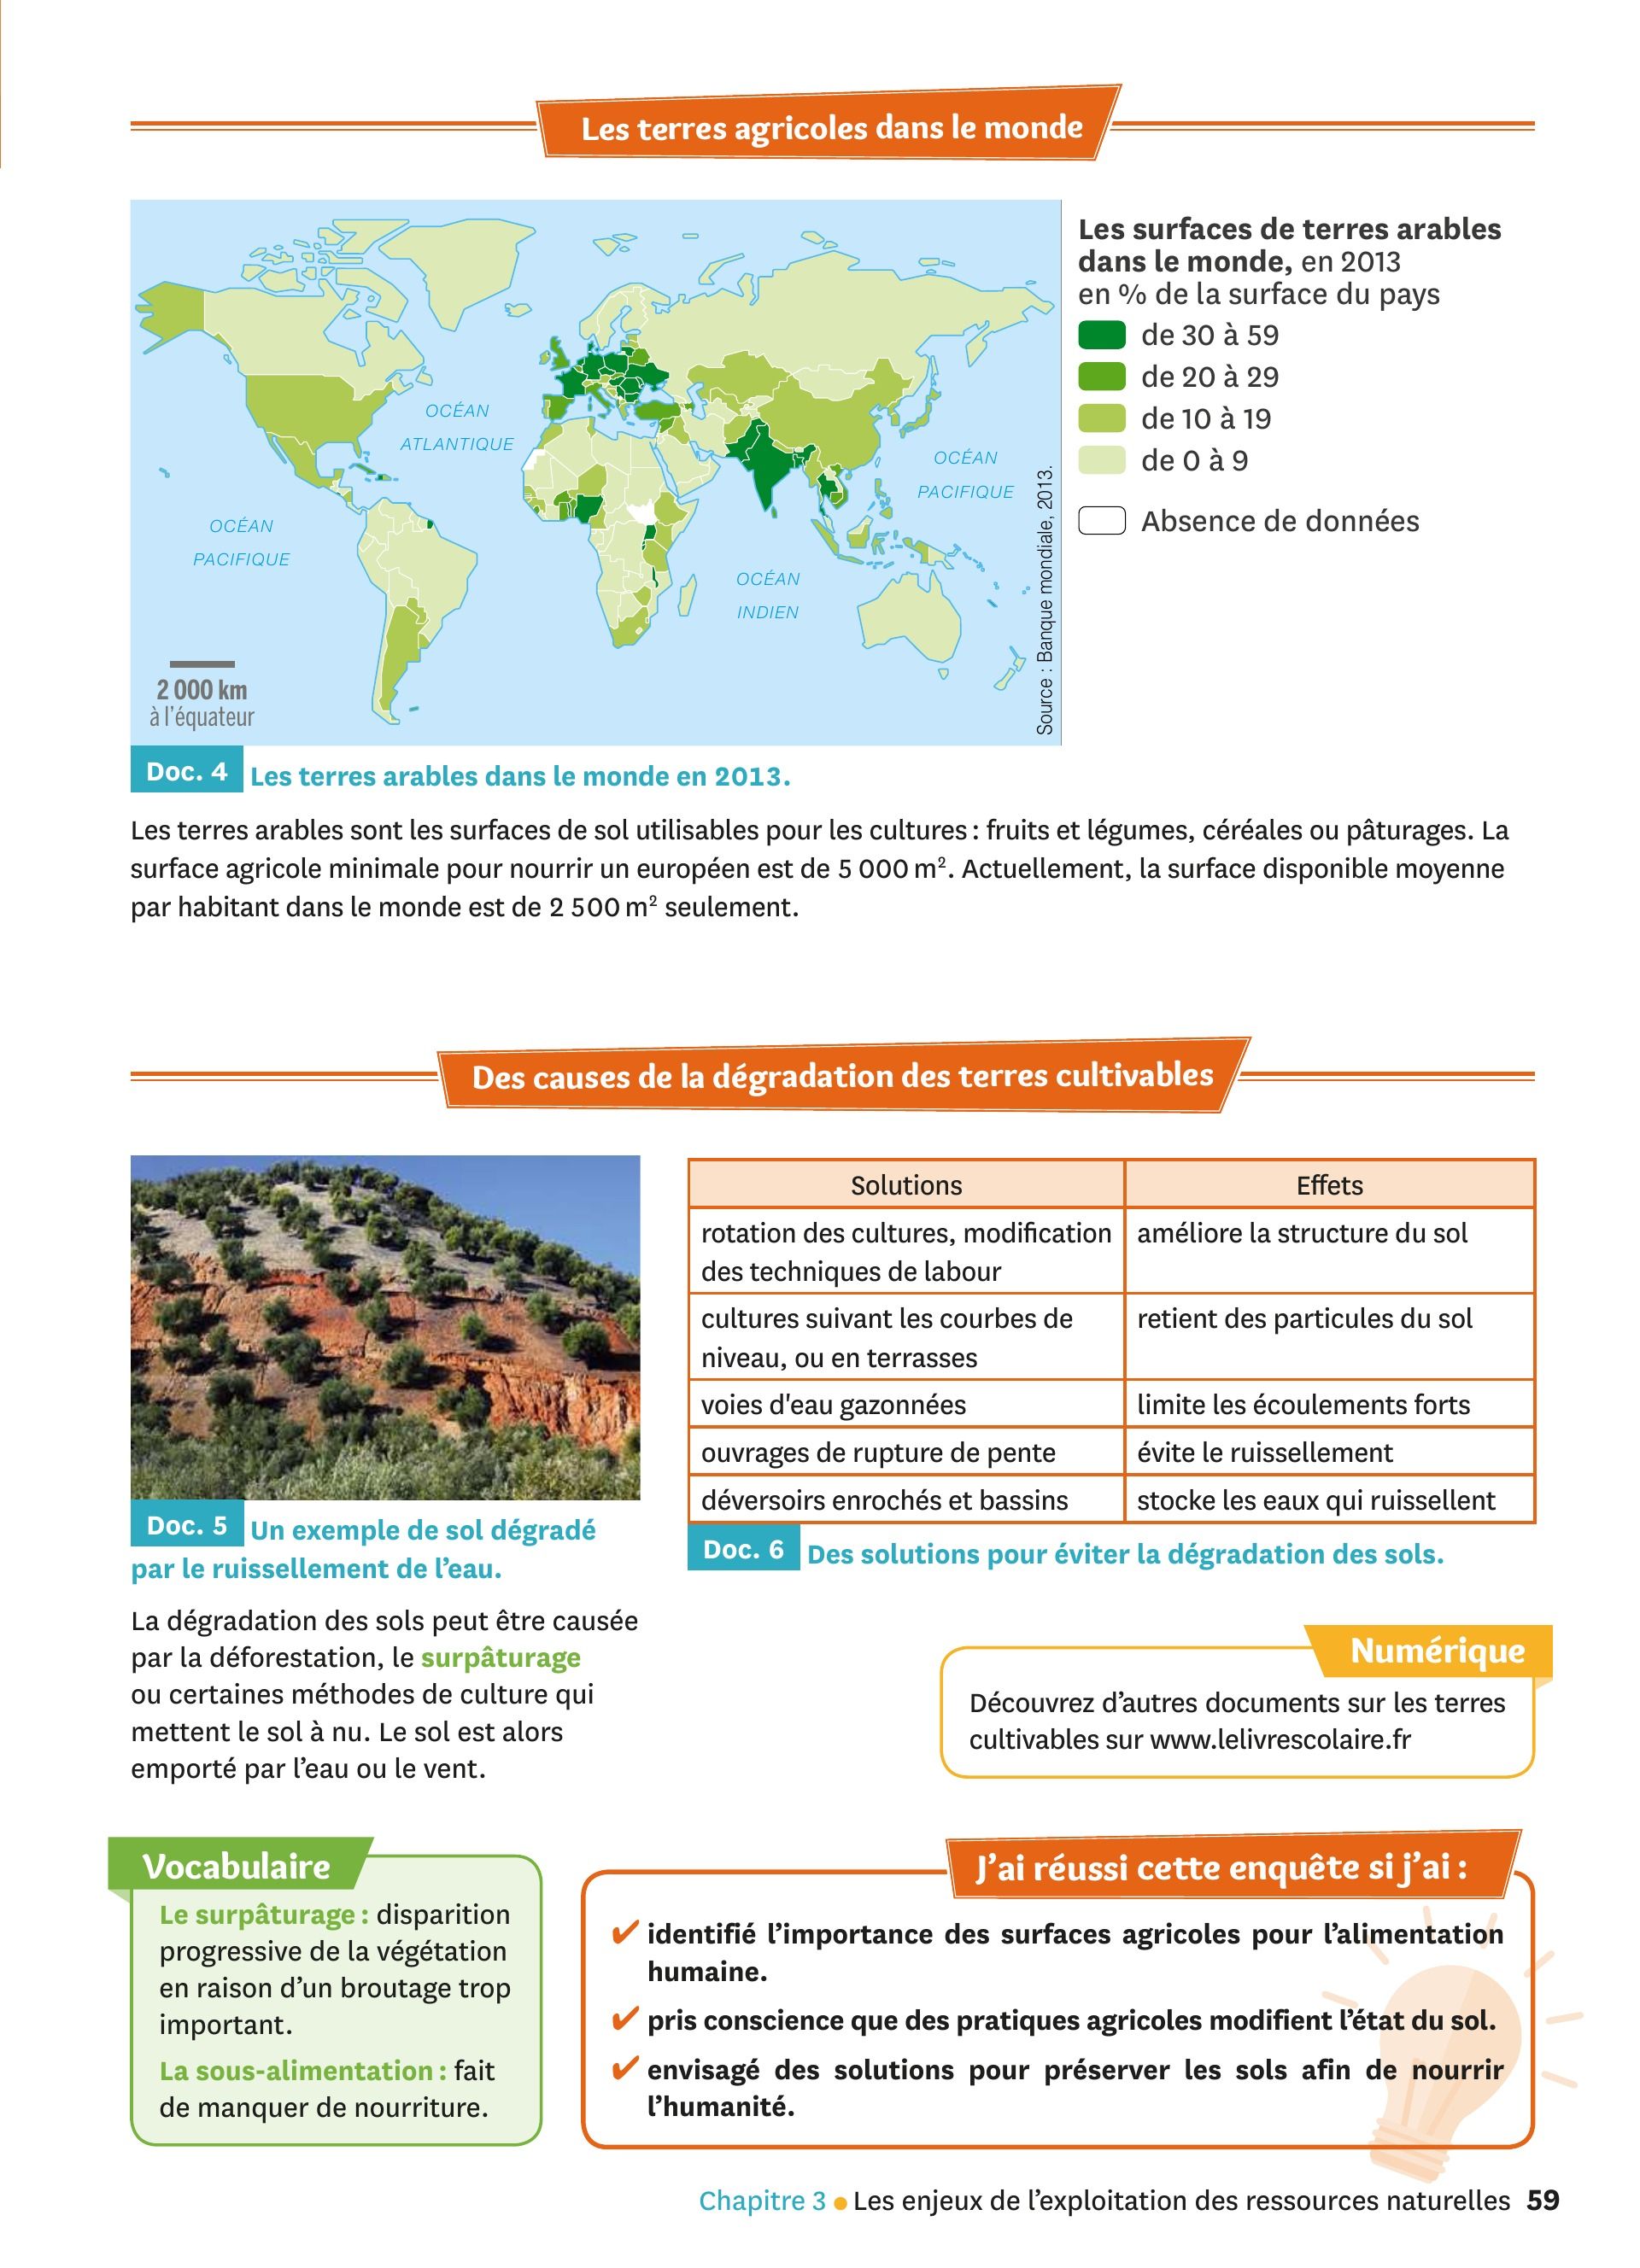 Les terres agricoles dans le monde
OCÉAN
ATLANTIQUE
OCÉAN
PACIFIQUE
OCÉAN
PACIFIQUE
OCÉAN
INDIEN
2 000 km
à l'équateur
Source : Banque mondiale, 2013.
Les surfaces de terres arables
dans le monde, en 2013
en % de la surface du pays
de 30 à 59
de 20 à 29
de 10 à 19
de 0 à 9
Absence de données
Doc. 4 Les terres arables dans le monde en 2013.
Les terres arables sont les surfaces de sol utilisables pour les cultures : fruits et légumes, céréales ou pâturages. La
surface agricole minimale pour nourrir un européen est de 5 000 m². Actuellement, la surface disponible moyenne
par habitant dans le monde est de 2 500 m² seulement.
Des causes de la dégradation des terres cultivables
Doc. 5 Un exemple de sol dégradé
par le ruissellement de l'eau.
La dégradation des sols peut être causée
par la déforestation, le surpâturage
ou certaines méthodes de culture qui
mettent le sol à nu. Le sol est alors
emporté par l'eau ou le vent.
Solutions Effets
rotation des cultures, modification améliore la structure du sol
des techniques de labour
cultures suivant les courbes de retient des particules du sol
niveau, ou en terrasses
voies d'eau gazonnées limite les écoulements forts
ouvrages de rupture de pente évite le ruissellement
déversoirs enrochés et bassins stocke les eaux qui ruissellent
Doc. 6 Des solutions pour éviter la dégradation des sols.
Numérique
Découvrez d'autres documents sur les terres
cultivables sur www.lelivrescolaire.fr
Vocabulaire
Le surpâturage : disparition
progressive de la végétation
en raison d'un broutage trop
important.
La sous-alimentation : fait
de manquer de nourriture.
J'ai réussi cette enquête si j'ai :
✔ identifié l'importance des surfaces agricoles pour l'alimentation
humaine.
✔ pris conscience que des pratiques agricoles modifient l'état du sol.
✔ envisagé des solutions pour préserver les sols afin de nourrir
l'humanité.
Chapitre 3 ● Les enjeux de l'exploitation des ressources naturelles 59